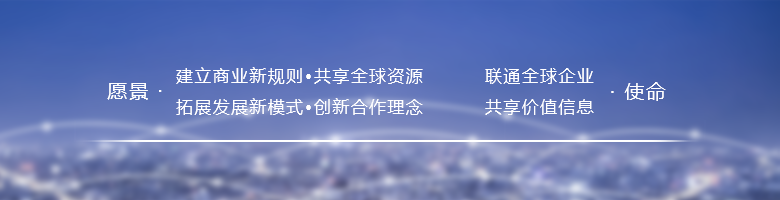 愿景·
建立商业新规则•共享全球资源
拓展发展新模式•创新合作理念
联通全球企业
共享价值信息
·使命